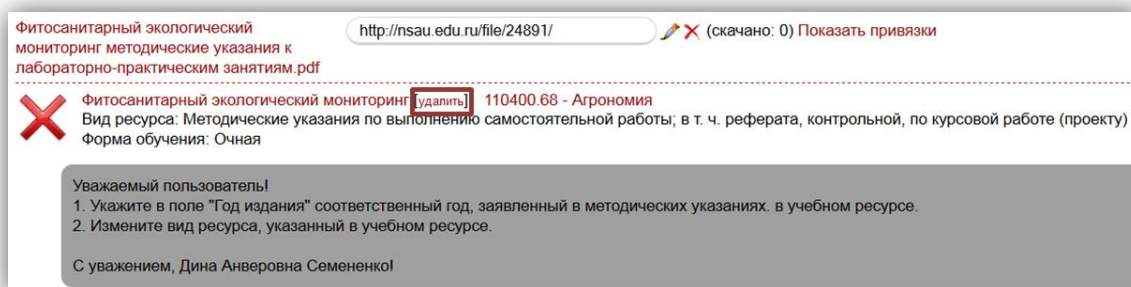 Фитосанитарный экологический
мониторинг методические указания к
лабораторно-практическим занятиям.pdf
http://nsau.edu.ru/file/24891/ (скачано: 0) Показать привязки
Фитосанитарный экологический мониторинг [удалить] 110400.68 - Агрономия
Вид ресурса: Методические указания по выполнению самостоятельной работы; в т. ч. реферата, контрольной, по курсовой работе (проекту)
Форма обучения: Очная
Уважаемый пользователь!
1. Укажите в поле "Год издания" соответственный год, заявленный в методических указаниях. в учебном ресурсе.
2. Измените вид ресурса, указанный в учебном ресурсе.
С уважением, Дина Анверовна Семененко!